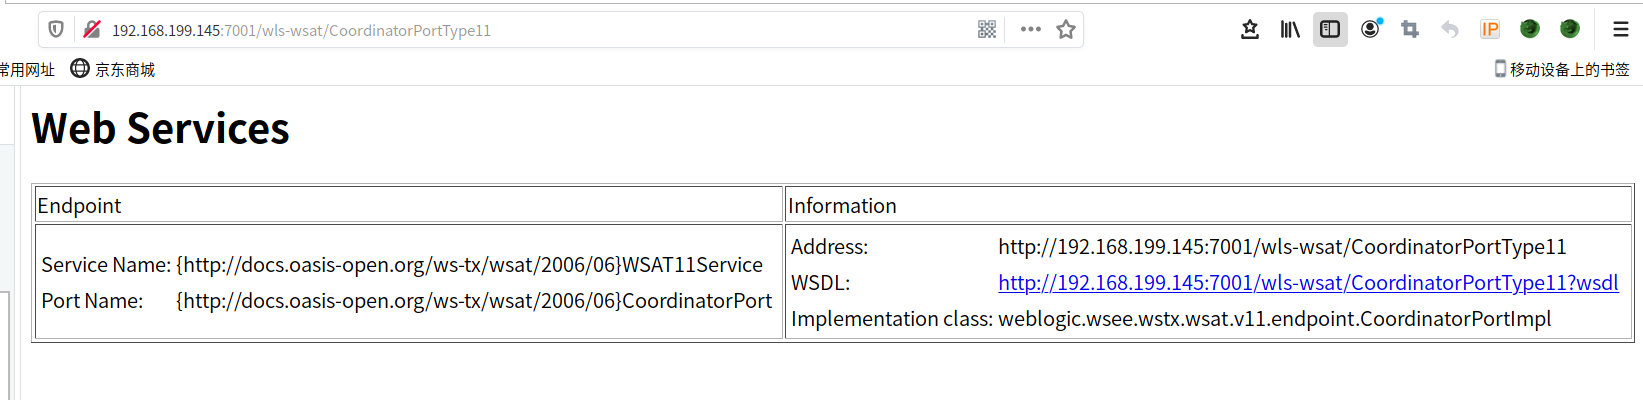 192.168.199.145:7001/wls-wsat/CoordinatorPortType11
IP
常用网址 京东商城 移动设备上的书签
Web Services
Endpoint Information
Service Name: {http://docs.oasis-open.org/ws-tx/wsat/2006/06}WSAT11Service
Port Name: {http://docs.oasis-open.org/ws-tx/wsat/2006/06}CoordinatorPort
Address: http://192.168.199.145:7001/wls-wsat/CoordinatorPortType11
WSDL: http://192.168.199.145:7001/wls-wsat/CoordinatorPortType11?wsdl
Implementation class: weblogic.wsee.wstx.wsat.v11.endpoint.CoordinatorPortImpl